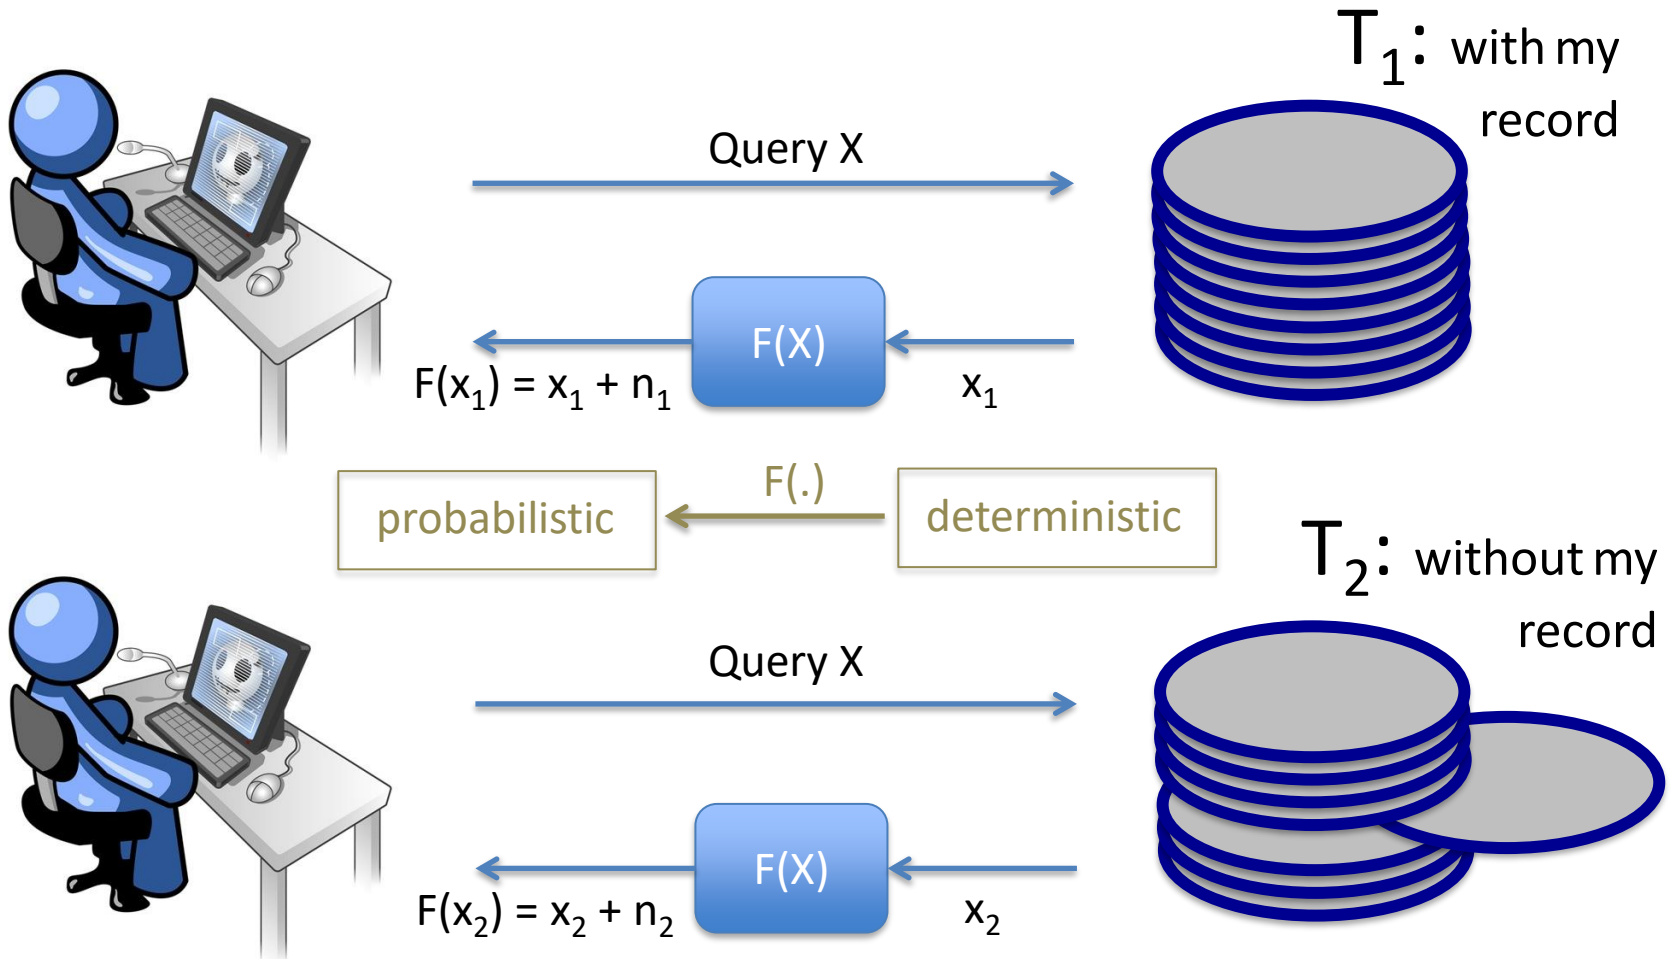 T₁: with my
record
Query X
F(X)
F(x₁) = x₁ + n₁
x₁
F(.)
probabilistic
deterministic
T₂: without my
record
Query X
F(X)
F(x₂) = x₂ + n₂
x₂